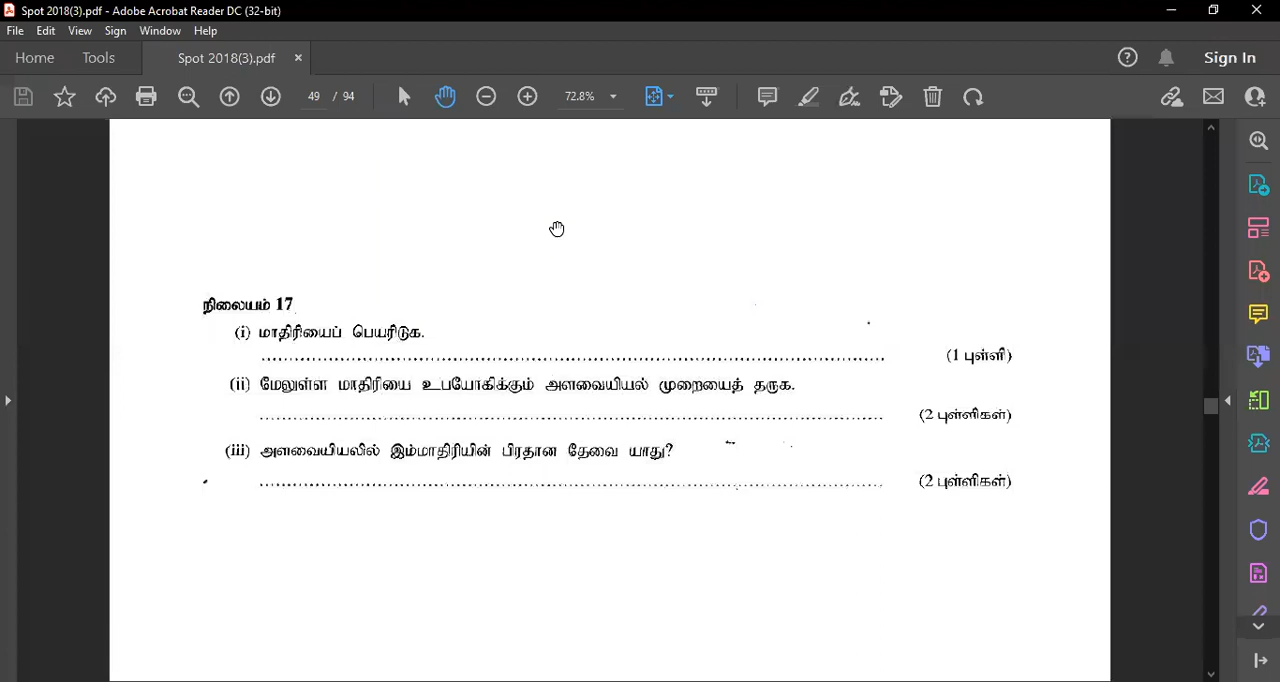 Spot 2018(3).pdf - Adobe Acrobat Reader DC (32-bit)
File Edit View Sign Window Help
Home Tools Spot 2018(3).pdf × Sign In
49 / 94 72.8%
நிலையம் 17
(i) மாதிரியைப் பெயரிடுக.
(1 புள்ளி)
(ii) மேலுள்ள மாதிரியை உபயோகிக்கும் அளவையியல் முறையைத் தருக.
(2 புள்ளிகள்)
(iii) அளவையியலில் இம்மாதிரியின் பிரதான தேவை யாது?
(2 புள்ளிகள்)